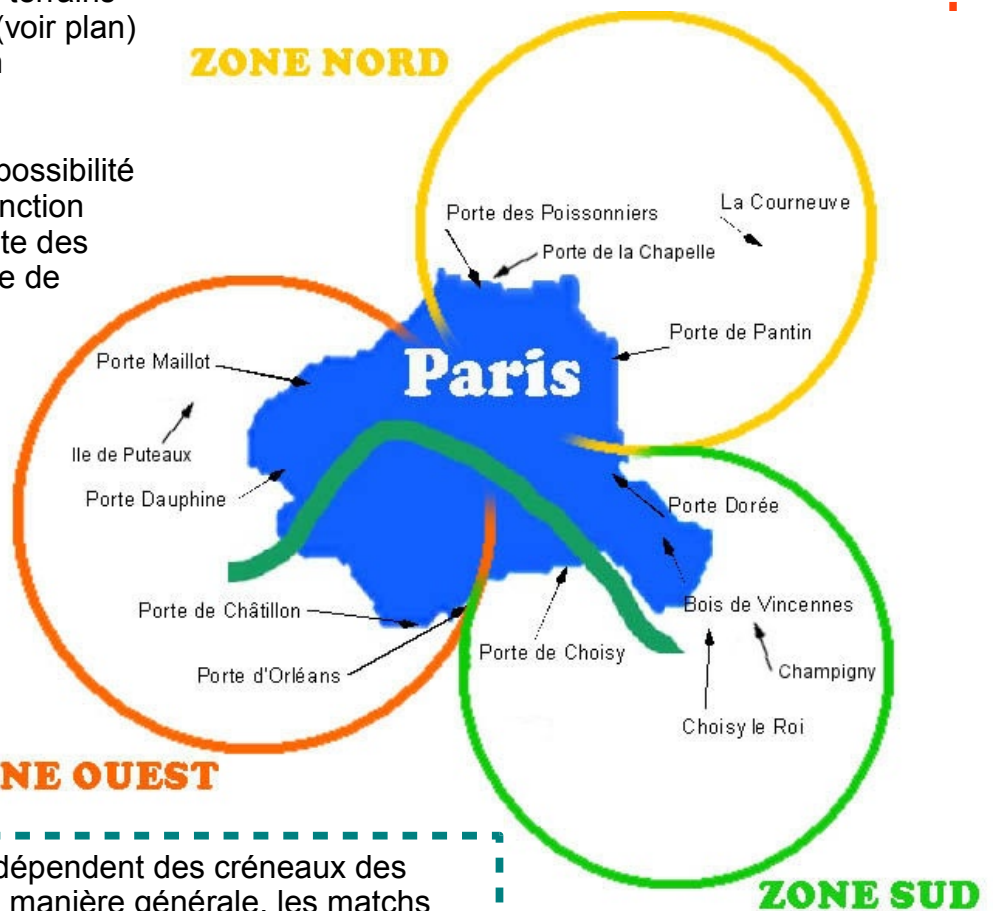 terrains
(voir plan)
ZONE NORD
possibilité
nction
te des
e de
Porte des Poissonniers
La Courneuve
Porte de la Chapelle
Porte de Pantin
Porte Maillot
Paris
Ile de Puteaux
Porte Dauphine
Porte Dorée
Porte de Châtillon
Bois de Vincennes
Porte de Choisy
Porte d'Orléans
Champigny
Choisy le Roi
NE OUEST
dépendent des créneaux des
manière générale, les matchs
ZONE SUD